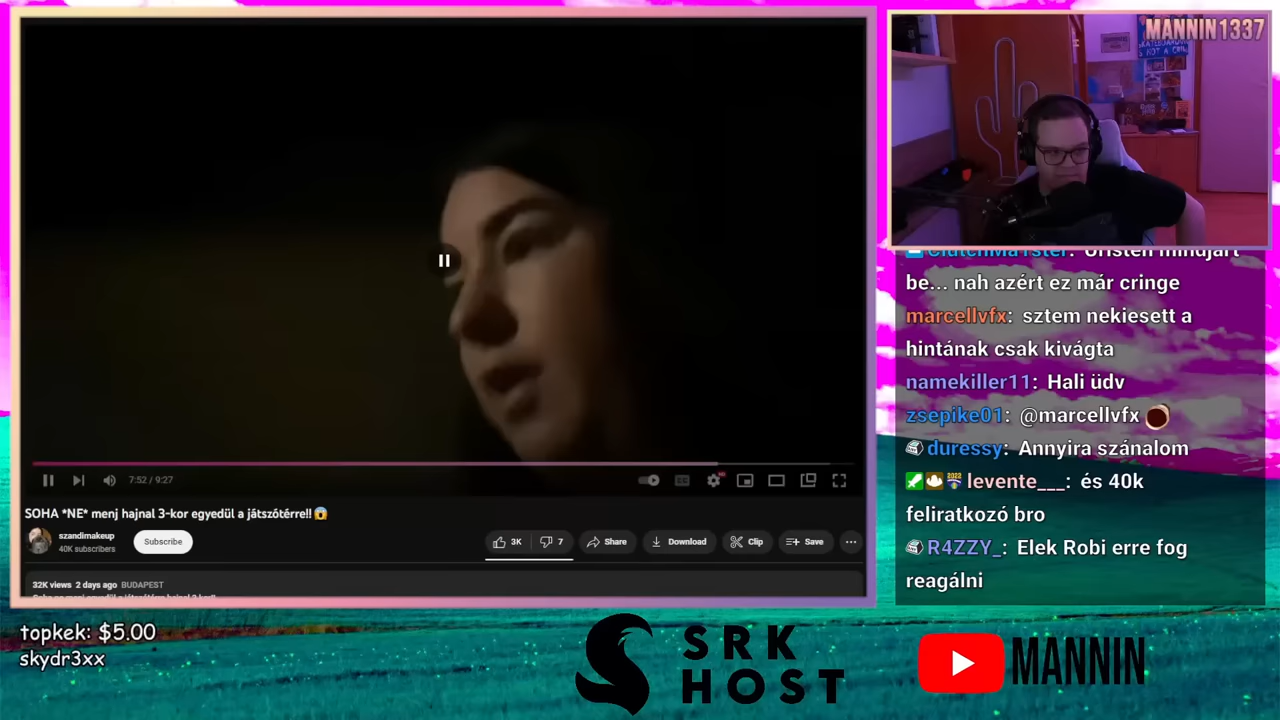 MANNIN1337
be... nah azért ez már cringe
marcellvfx: sztem nekiesett a
hintának csak kivágta
namekiller11: Hali üdv
zsepike01: @marcellvfx
duressy: Annyira szánalom
levente___: és 40k
feliratkozó bro
R4ZZY_: Elek Robi erre fog
reagálni
7:52 / 9:27
SOHA *NE* menj hajnal 3-kor egyedül a játszótérre!!
szandimakeup
40K subscribers
Subscribe
3K
7
Share
Download
Clip
Save
32K views 2 days ago BUDAPEST
topkek: $5.00
skydr3xx
SRK
HOST
MANNIN